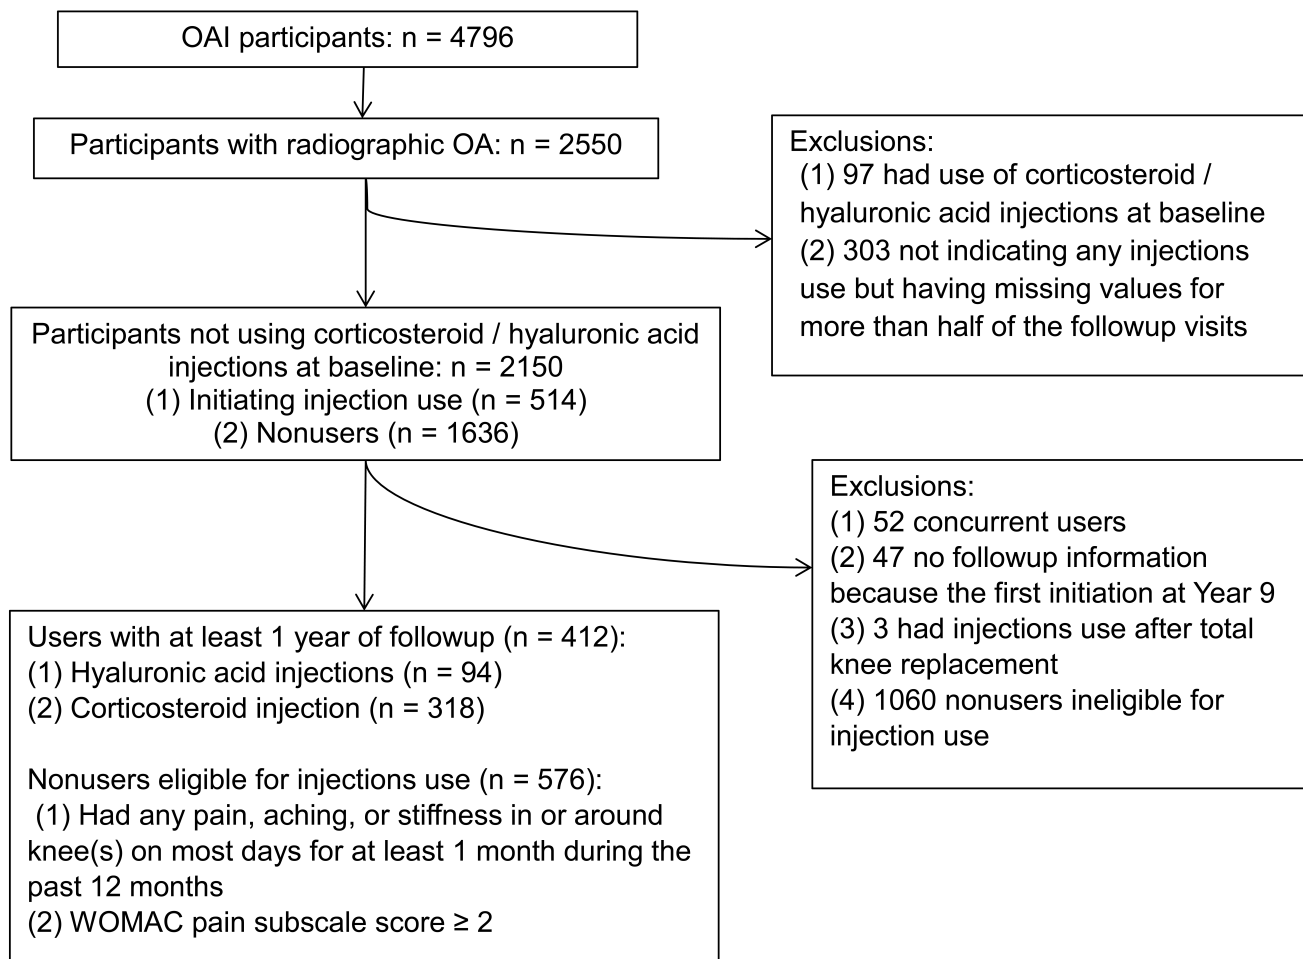 OAI participants: n = 4796
Participants with radiographic OA: n = 2550
Exclusions:
(1) 97 had use of corticosteroid /
hyaluronic acid injections at baseline
(2) 303 not indicating any injections
use but having missing values for
more than half of the followup visits
Participants not using corticosteroid / hyaluronic acid
injections at baseline: n = 2150
(1) Initiating injection use (n = 514)
(2) Nonusers (n = 1636)
Exclusions:
(1) 52 concurrent users
(2) 47 no followup information
because the first initiation at Year 9
(3) 3 had injections use after total
knee replacement
(4) 1060 nonusers ineligible for
injection use
Users with at least 1 year of followup (n = 412):
(1) Hyaluronic acid injections (n = 94)
(2) Corticosteroid injection (n = 318)
Nonusers eligible for injections use (n = 576):
(1) Had any pain, aching, or stiffness in or around
knee(s) on most days for at least 1 month during the
past 12 months
(2) WOMAC pain subscale score ≥ 2